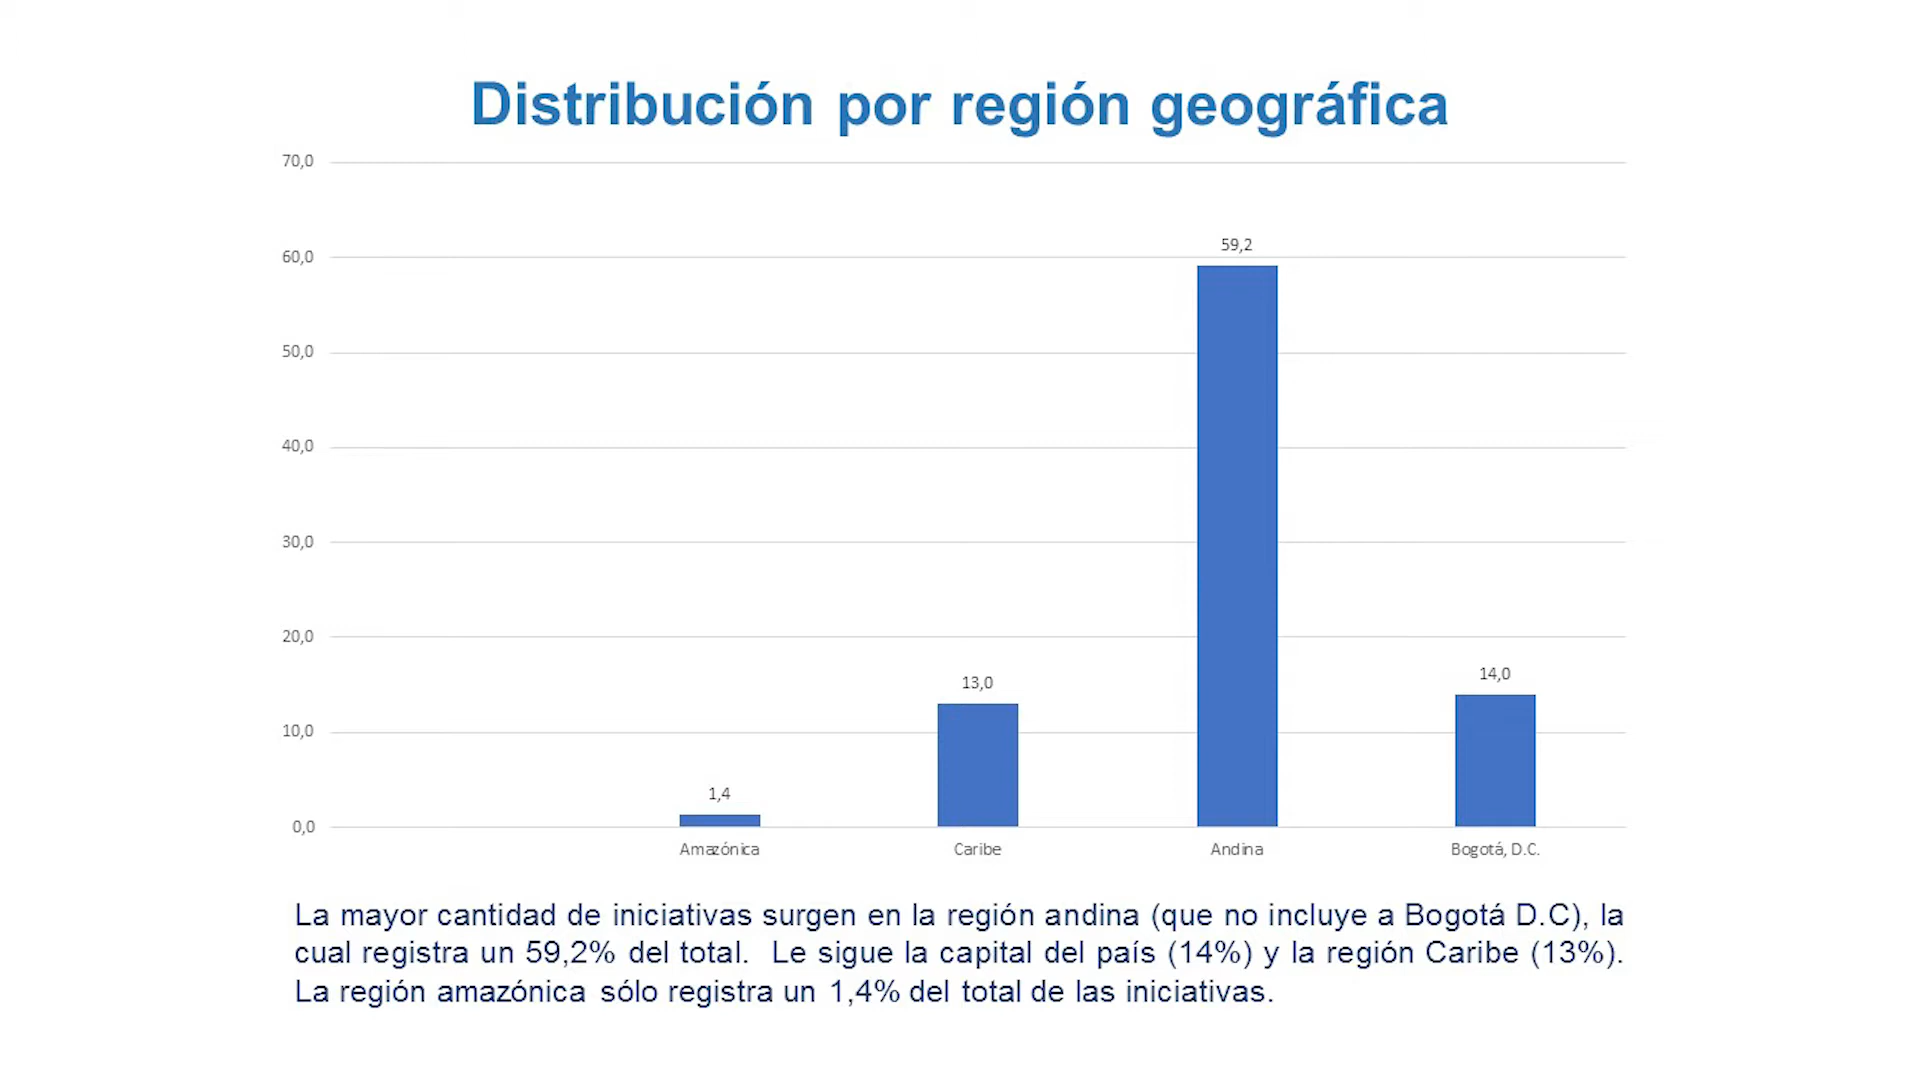 Distribución por región geográfica
70,0
60,0
50,0
40,0
30,0
20,0
10,0
0,0
1,4
13,0
59,2
14,0
Amazónica
Caribe
Andina
Bogotá, D.C.
La mayor cantidad de iniciativas surgen en la región andina (que no incluye a Bogotá D.C), la
cual registra un 59,2% del total. Le sigue la capital del país (14%) y la región Caribe (13%).
La región amazónica sólo registra un 1,4% del total de las iniciativas.